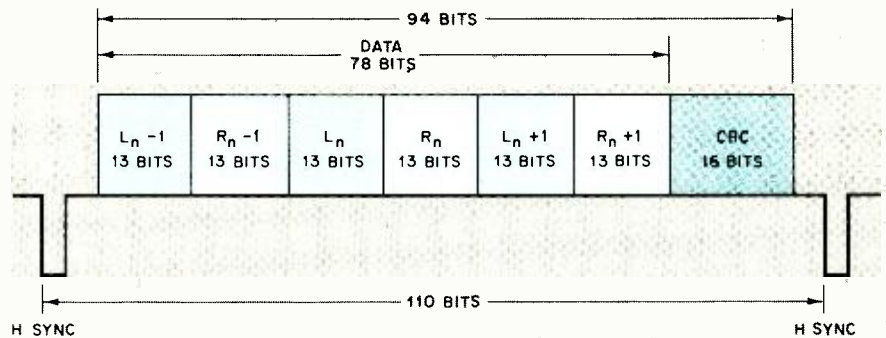 94 BITS
DATA
78 BITS
Ln -1
13 BITS
Rn -1
13 BITS
Ln
13 BITS
Rn
13 BITS
Ln +1
13 BITS
Rn +1
13 BITS
CRC
16 BITS
110 BITS
H SYNC
H SYNC